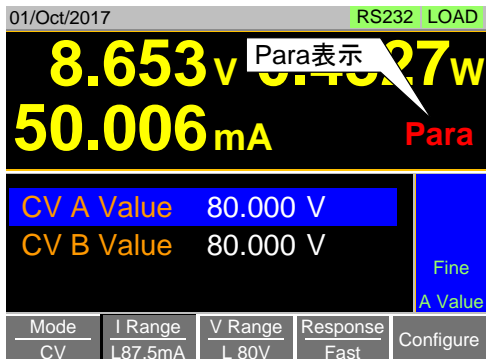 01/Oct/2017 RS232 LOAD
8.653 V W
Para表示
50.006 mA Para
CV A Value 80.000 V
CV B Value 80.000 V
Fine
A Value
Mode I Range V Range Response Configure
CV L87.5mA L 80V Fast